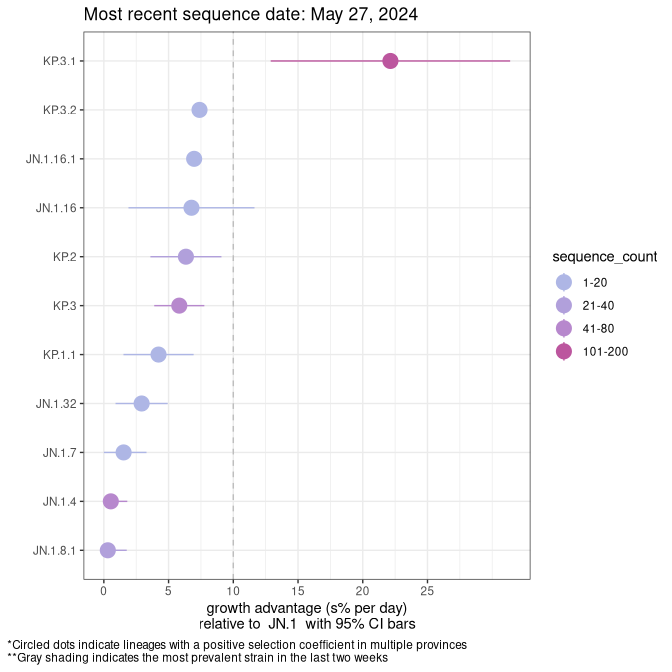 Most recent sequence date: May 27, 2024
KP.3.1
KP.3.2
JN.1.16.1
JN.1.16
KP.2
KP.3
KP.1.1
JN.1.32
JN.1.7
JN.1.4
JN.1.8.1
0 5 10 15 20 25
growth advantage (s% per day)
relative to JN.1 with 95% CI bars
sequence_count
1-20
21-40
41-80
101-200
*Circled dots indicate lineages with a positive selection coefficient in multiple provinces
**Gray shading indicates the most prevalent strain in the last two weeks